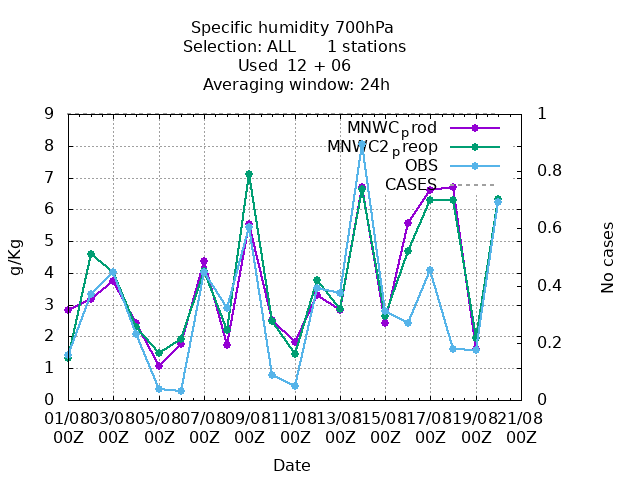 Specific humidity 700hPa
Selection: ALL 1 stations
Used 12 + 06
Averaging window: 24h
9 1
MNWC_prod
8
MNWC2_preop
OBS
7 0.8
CASES
6 0.6
5
g/Kg
No cases
4 0.4
3
2 0.2
1
0 0
01/08 03/08 05/08 07/08 09/08 11/08 13/08 15/08 17/08 19/08 21/08
00Z 00Z 00Z 00Z 00Z 00Z 00Z 00Z 00Z 00Z 00Z
Date